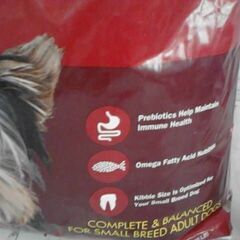 Prebiotics Help Maintain
Immune Health
Omega Fatty Acid Nutrition
Kibble Size is Optimized for
Your Small Breed Dog
COMPLETE & BALANCED
FOR SMALL BREED ADULT DOGS